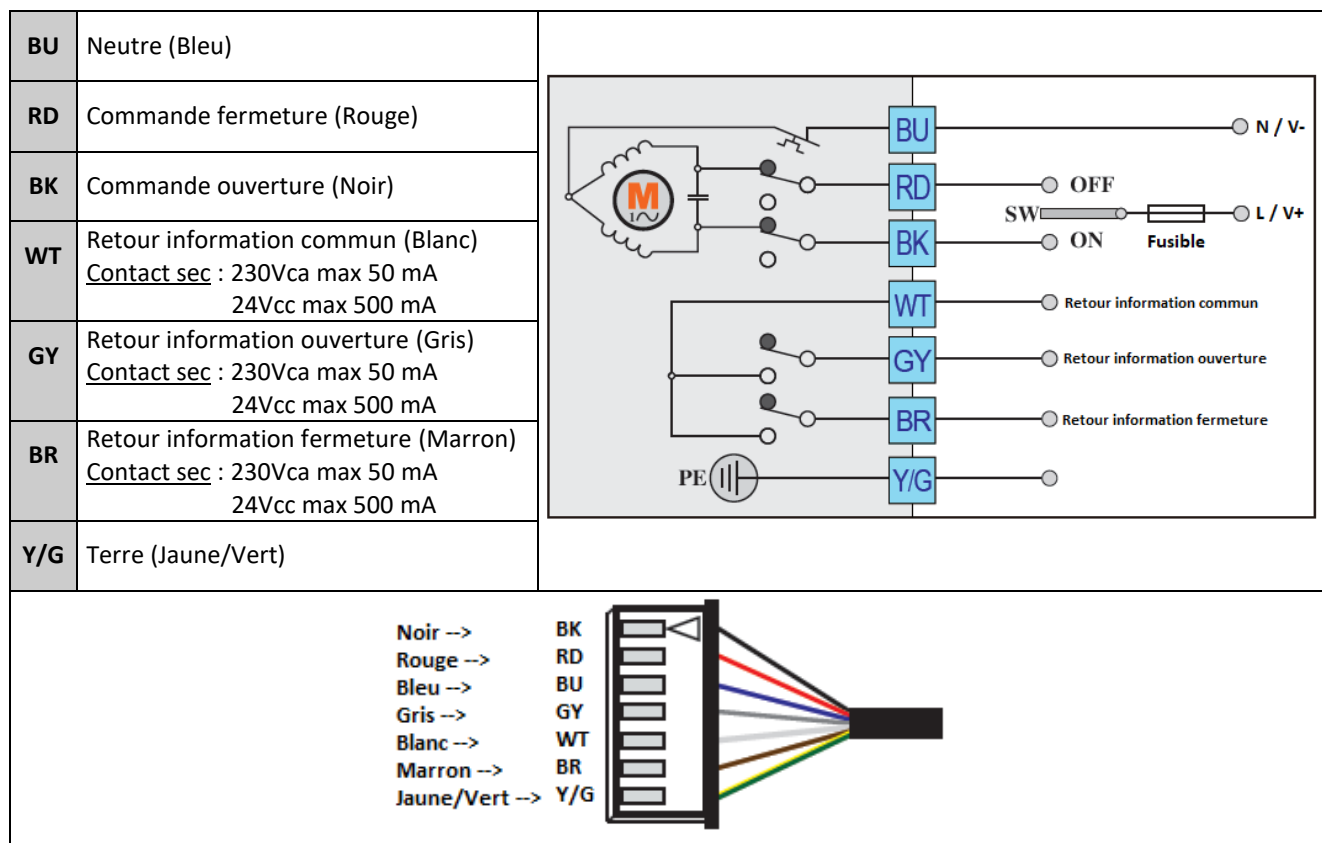 BU Neutre (Bleu)
RD Commande fermeture (Rouge)
BK Commande ouverture (Noir)
WT Retour information commun (Blanc)
Contact sec : 230Vca max 50 mA
24Vcc max 500 mA
GY Retour information ouverture (Gris)
Contact sec : 230Vca max 50 mA
24Vcc max 500 mA
BR Retour information fermeture (Marron)
Contact sec : 230Vca max 50 mA
24Vcc max 500 mA
Y/G Terre (Jaune/Vert)
BU N / V-
M
1
RD OFF
SW L / V+
BK ON Fusible
WT Retour information commun
GY Retour information ouverture
BR Retour information fermeture
PE Y/G
Noir --> BK
Rouge --> RD
Bleu --> BU
Gris --> GY
Blanc --> WT
Marron --> BR
Jaune/Vert --> Y/G